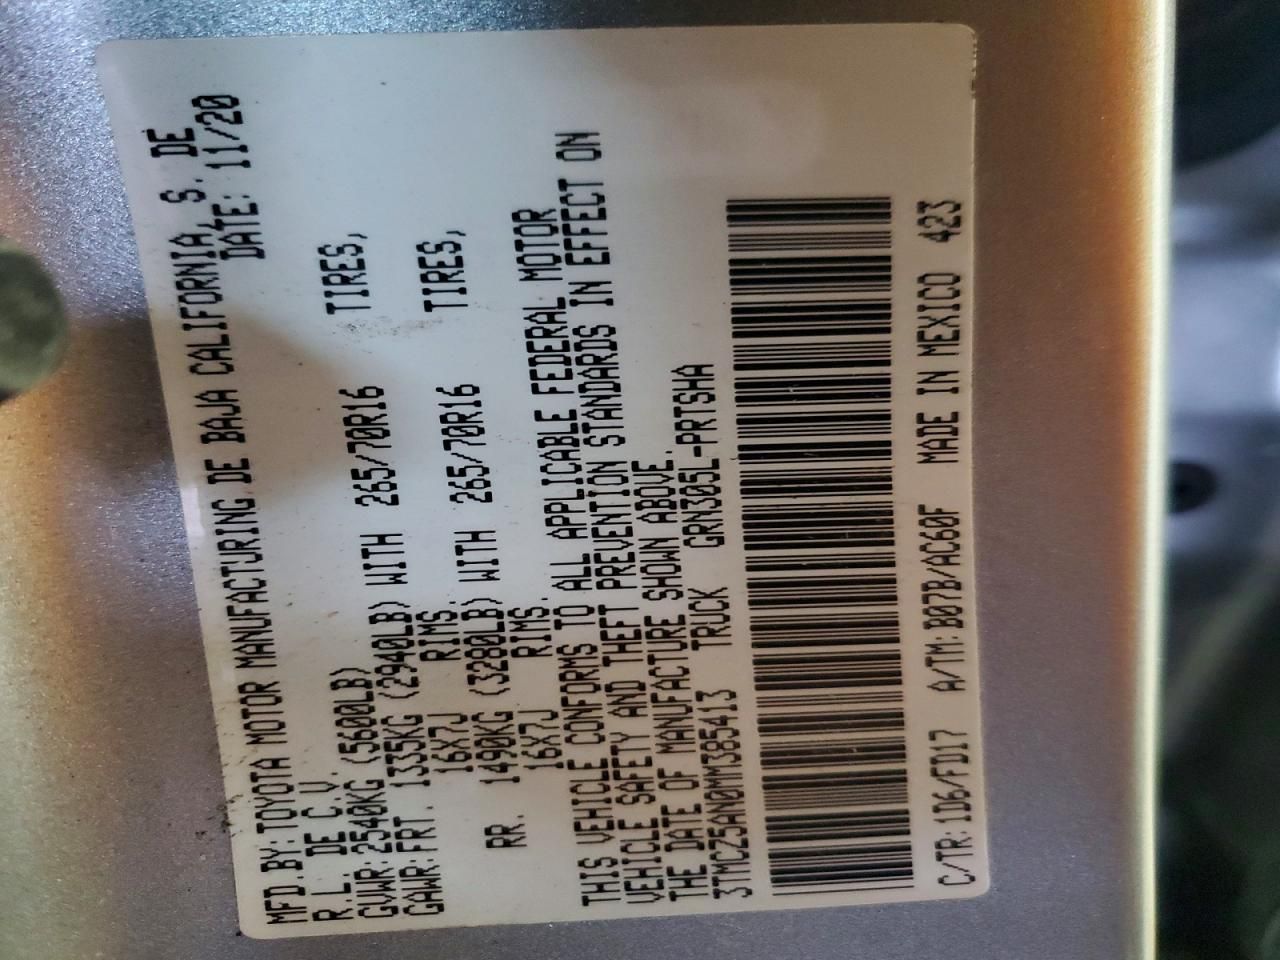 MFD.BY:TOYOTA MOTOR MANUFACTURING DE BAJA CALIFORNIA, S. DE
R.L. DE C.V. DATE: 11/20
GVWR:2540KG (5600LB)
GAWR:FRT. 1335KG (2940LB) WITH 265/70R16 TIRES,
16X7J RIMS.
RR. 1490KG (3280LB) WITH 265/70R16 TIRES,
16X7J RIMS.
THIS VEHICLE CONFORMS TO ALL APPLICABLE FEDERAL MOTOR
VEHICLE SAFETY AND THEFT PREVENTION STANDARDS IN EFFECT ON
THE DATE OF MANUFACTURE SHOWN ABOVE.
3TMCZ5AN0MM385413 TRUCK GRN305L-PRTSHA
C/TR:1D6/FD17 A/TM:B07B/AC60F MADE IN MEXICO 423